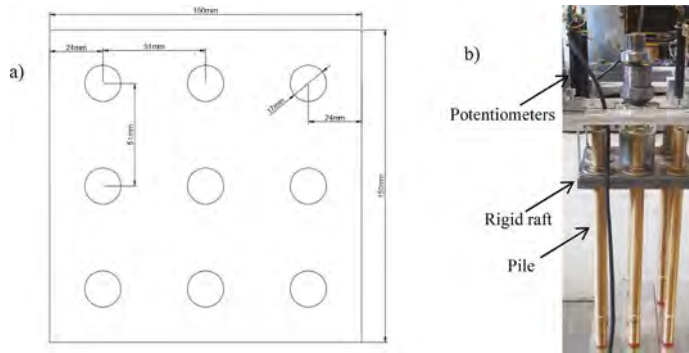 150mm
24mm
51mm
a)
17mm
51mm
24mm
150mm
b)
Potentiometers
Rigid raft
Pile